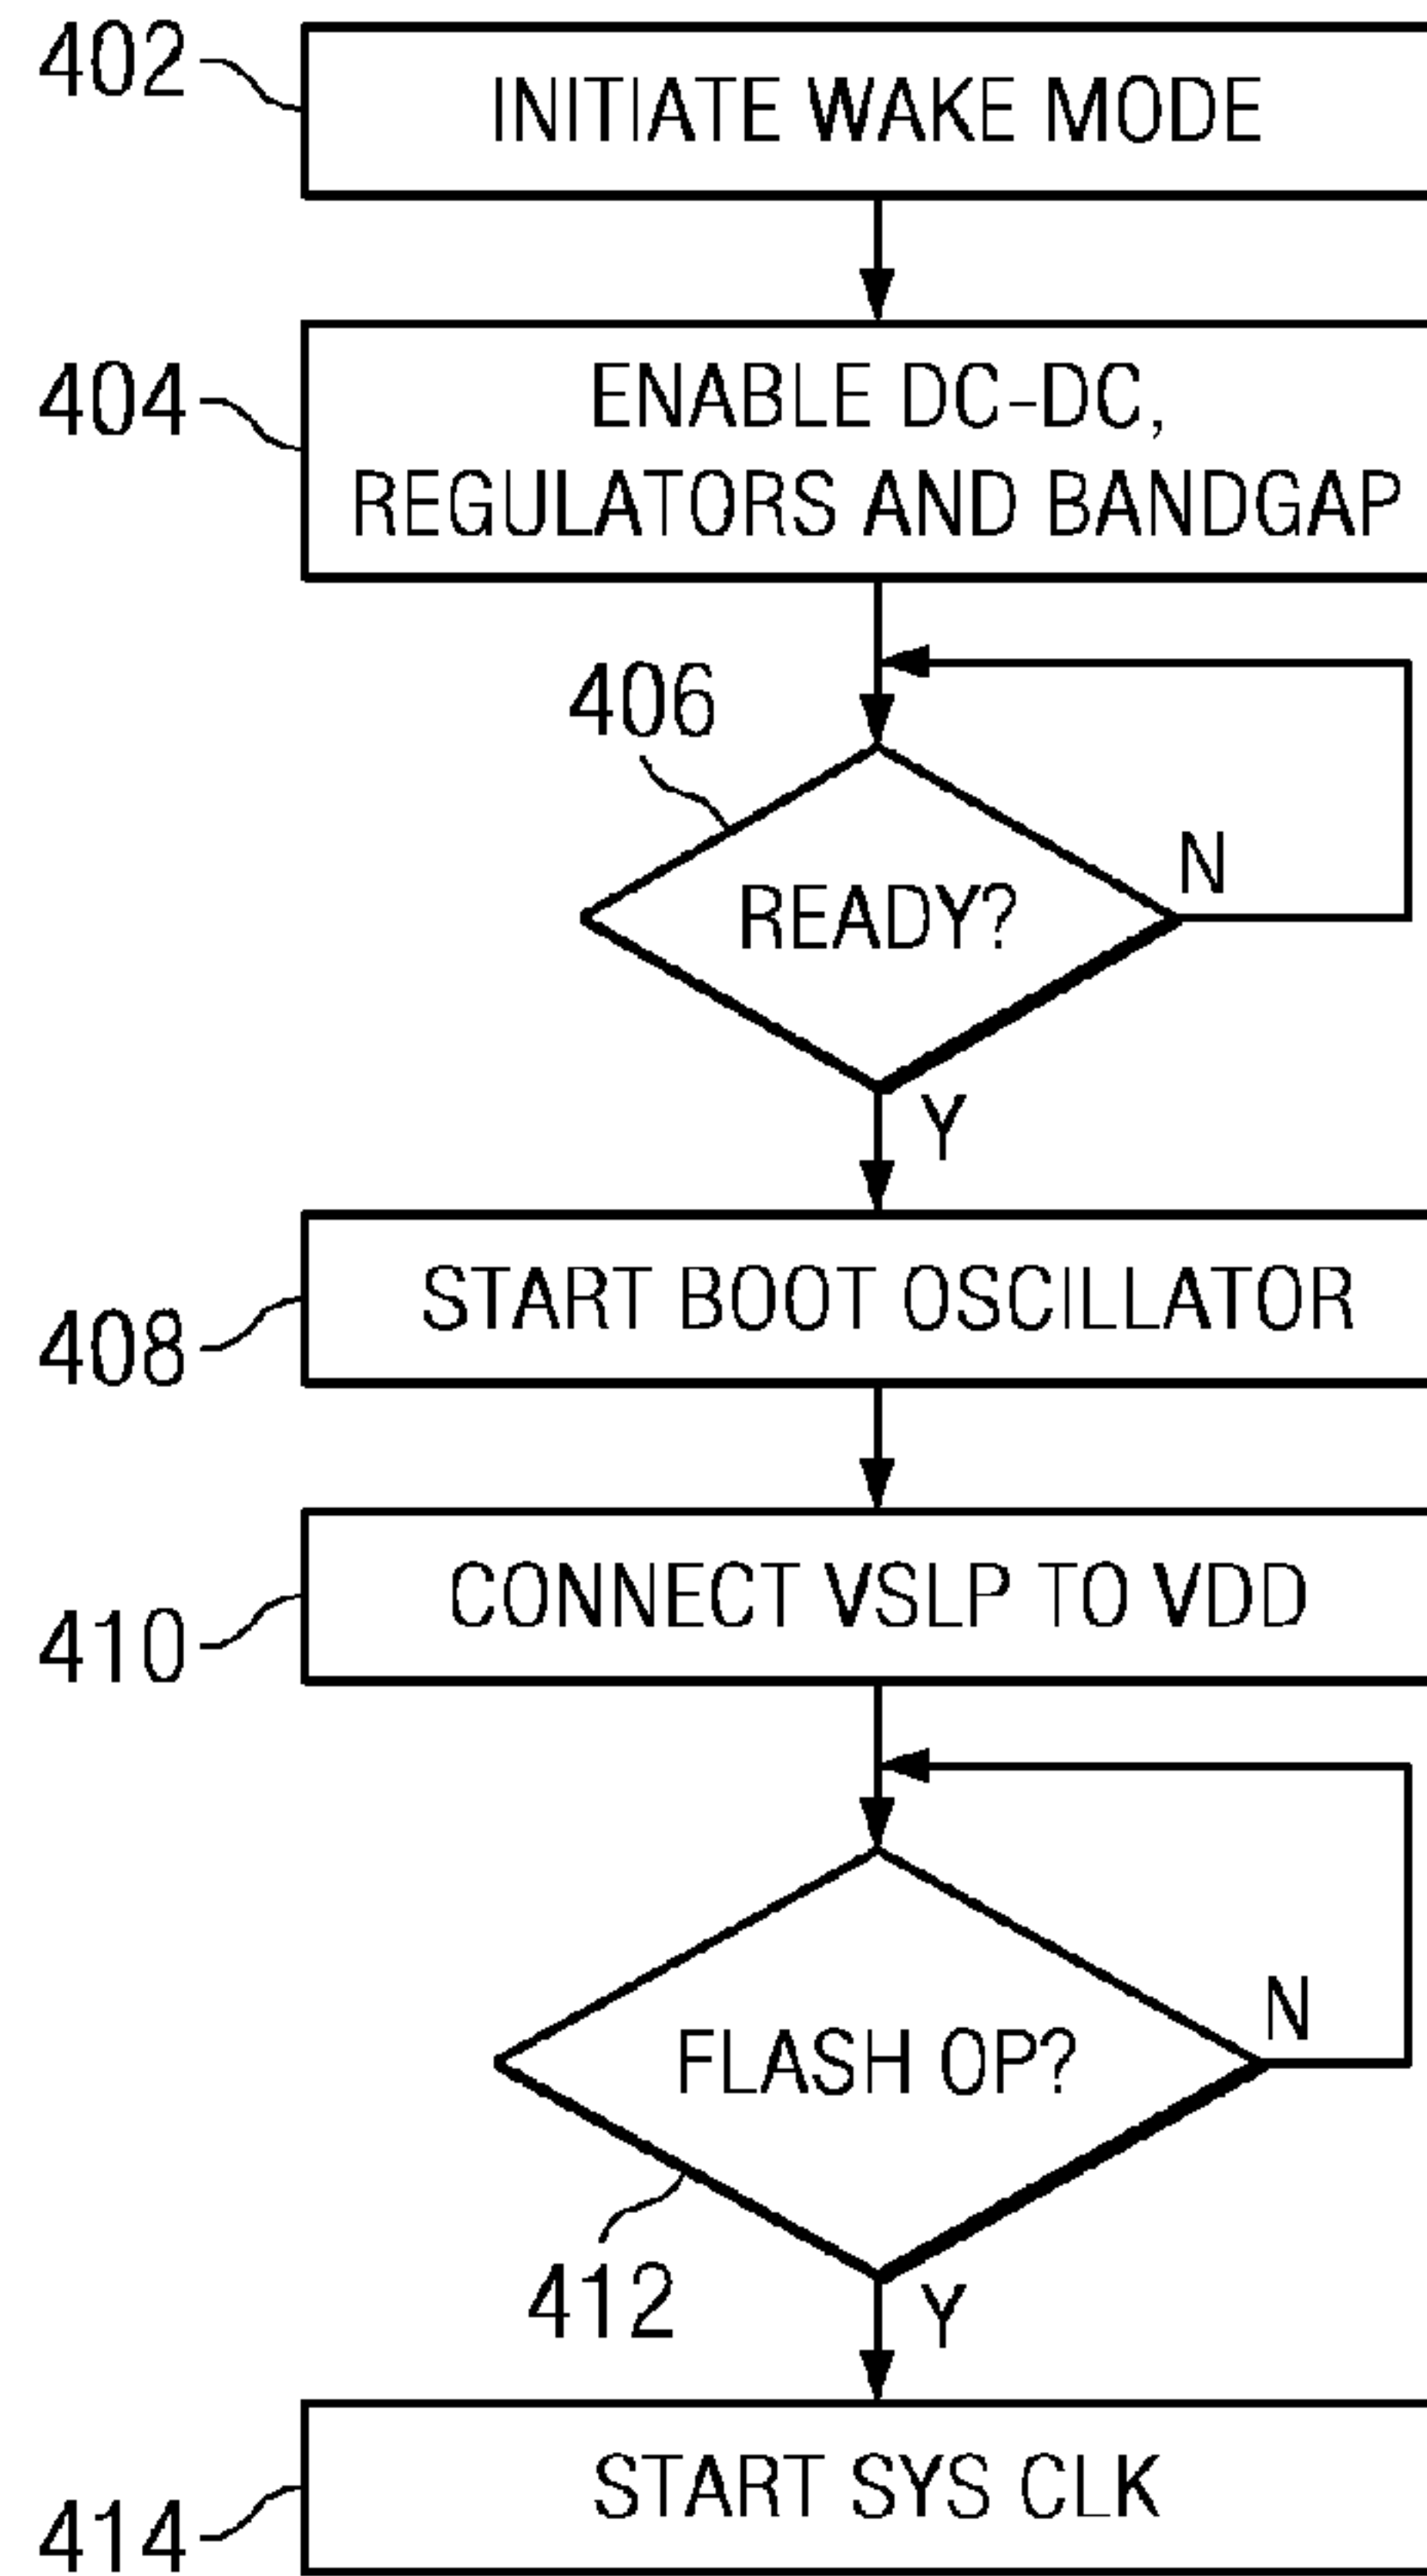 402
INITIATE WAKE MODE
404
ENABLE DC-DC,
REGULATORS AND BANDGAP
406
READY?
N
Y
408
START BOOT OSCILLATOR
410
CONNECT VSLP TO VDD
FLASH OP?
N
412
Y
414
START SYS CLK